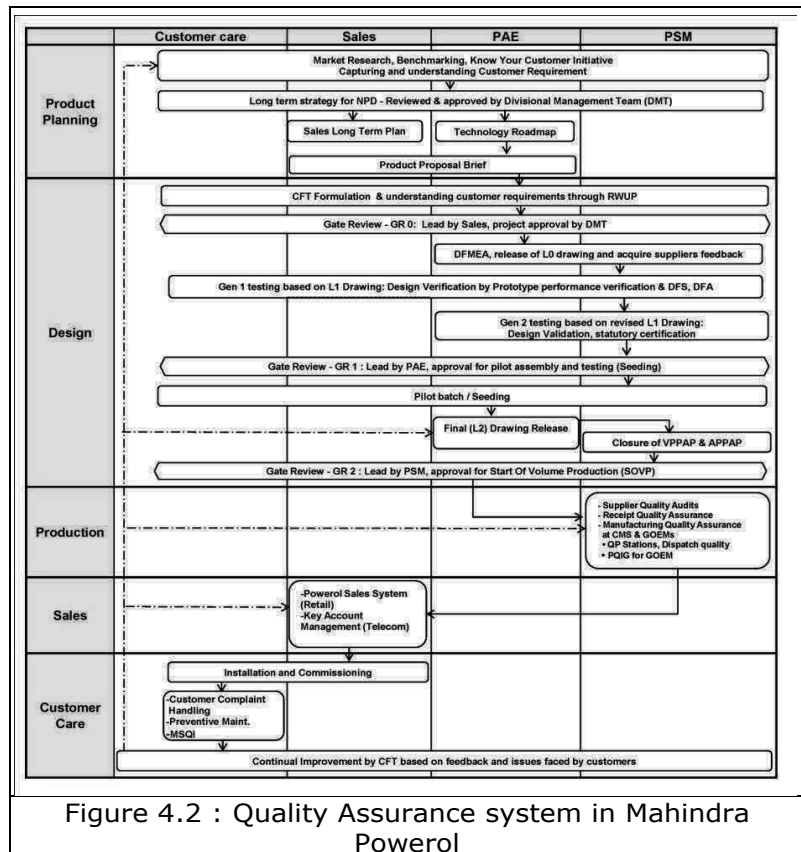 Customer care Sales PAE PSM
Product
Planning
Market Research, Benchmarking, Know Your Customer Initiative
Capturing and understanding Customer Requirement
Long term strategy for NPD - Reviewed & approved by Divisional Management Team (DMT)
Sales Long Term Plan
Technology Roadmap
Product Proposal Brief
Design
CFT Formulation & understanding customer requirements through RWUP
Gate Review - GR 0: Lead by Sales, project approval by DMT
DFMEA, release of L0 drawing and acquire suppliers feedback
Gen 1 testing based on L1 Drawing: Design Verification by Prototype performance verification & DFS, DFA
Gen 2 testing based on revised L1 Drawing:
Design Validation, statutory certification
Gate Review - GR 1 : Lead by PAE, approval for pilot assembly and testing (Seeding)
Pilot batch / Seeding
Final (L2) Drawing Release
Closure of VPPAP & APPAP
Gate Review - GR 2 : Lead by PSM, approval for Start Of Volume Production (SOVP)
Production
- Supplier Quality Audits
- Receipt Quality Assurance
- Manufacturing Quality Assurance
at CMS & GOEMs
• QP Stations, Dispatch quality
• PQIG for GOEM
Sales
-Powerol Sales System
(Retail)
-Key Account
Management (Telecom)
Customer
Care
Installation and Commissioning
-Customer Complaint
Handling
-Preventive Maint.
-MSQI
Continual Improvement by CFT based on feedback and issues faced by customers
Figure 4.2 : Quality Assurance system in Mahindra
Powerol